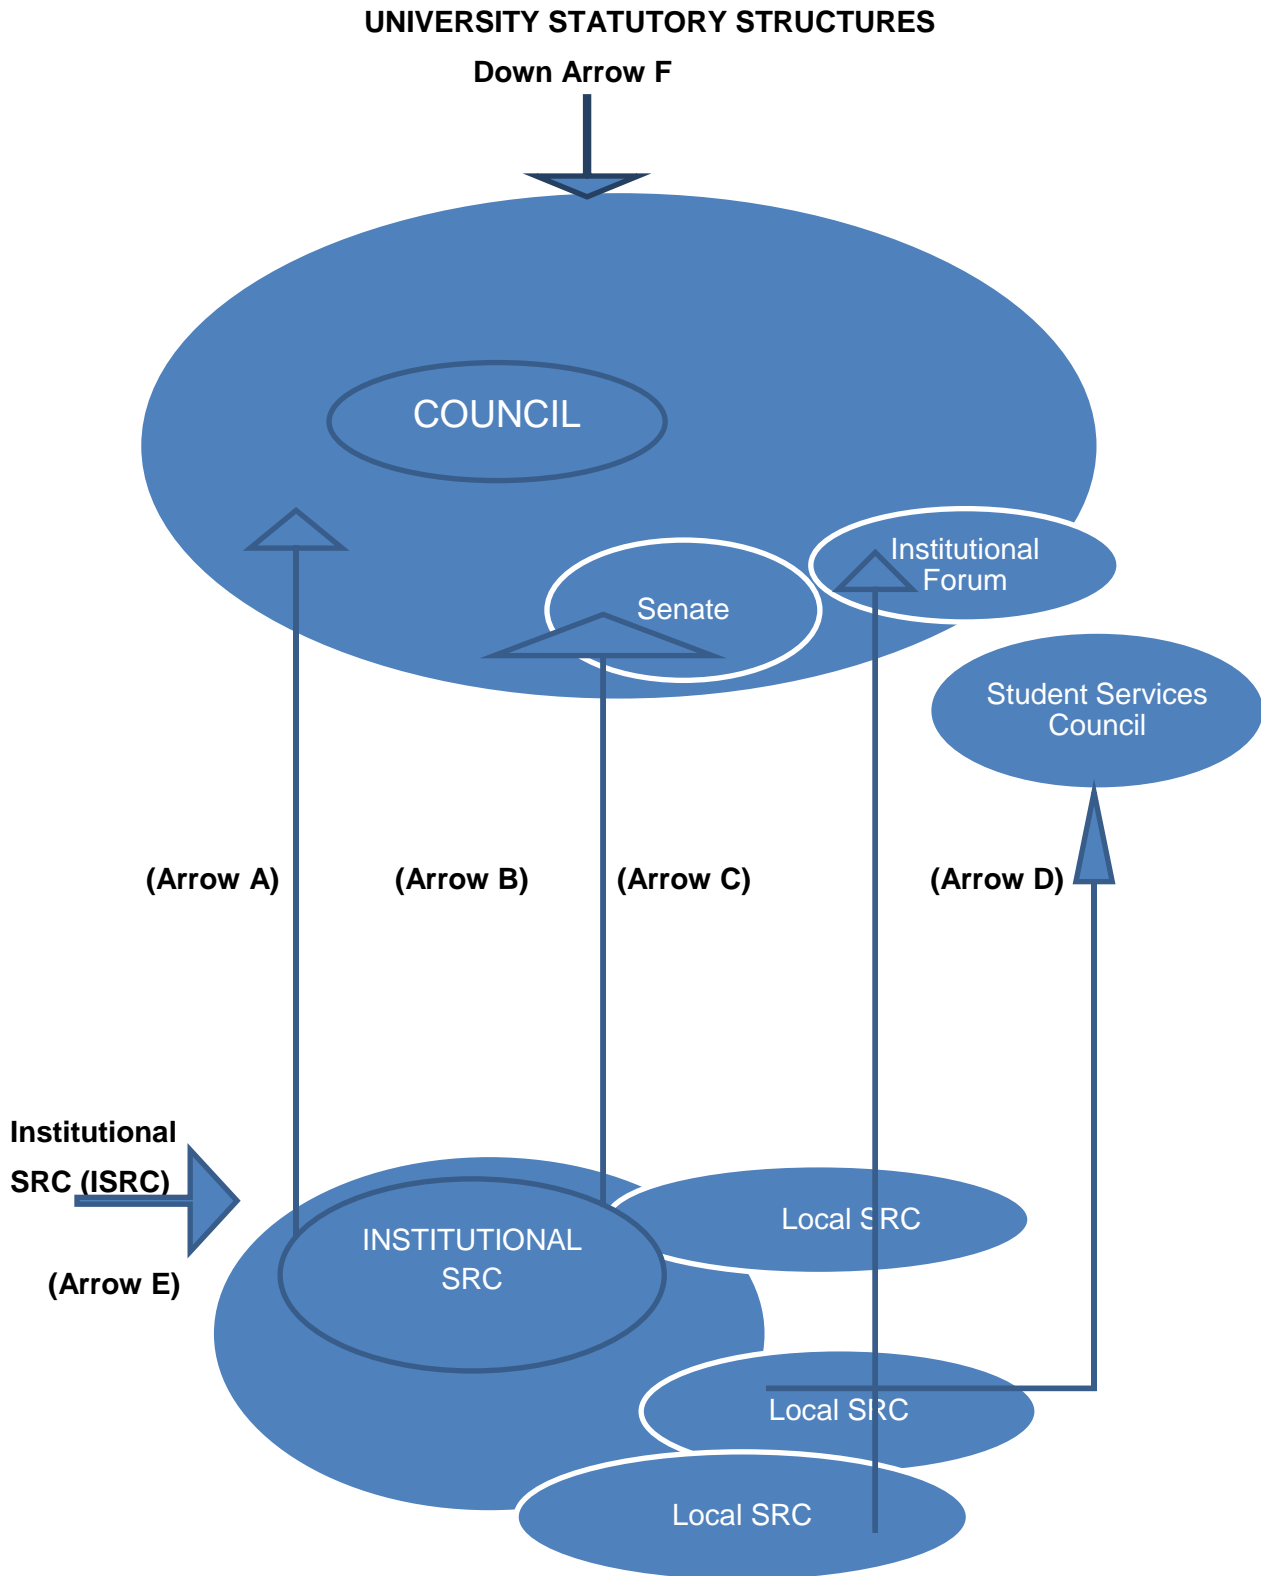 UNIVERSITY STATUTORY STRUCTURES
Down Arrow F
COUNCIL
Institutional
Forum
Senate
Student Services
Council
(Arrow A)
(Arrow B)
(Arrow C)
(Arrow D)
Institutional
SRC (ISRC)
(Arrow E)
INSTITUTIONAL
SRC
Local SRC
Local SRC
Local SRC